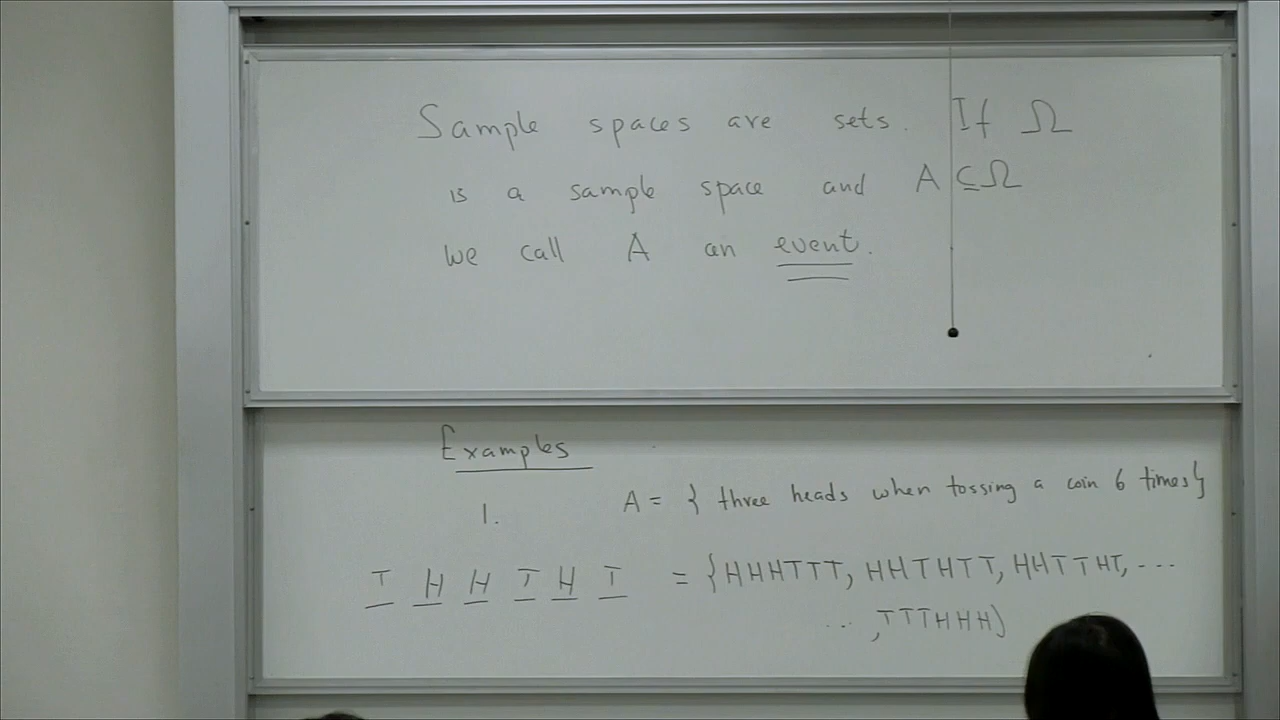 Sample spaces are sets. If Ω
is a sample space and A ⊆ Ω
we call A an event.
Examples
1. A = { three heads when tossing a coin 6 times}
T H H T H T = {HHHTTT, HHTHTT, HHTTHT, ...
... , TTTHHH}